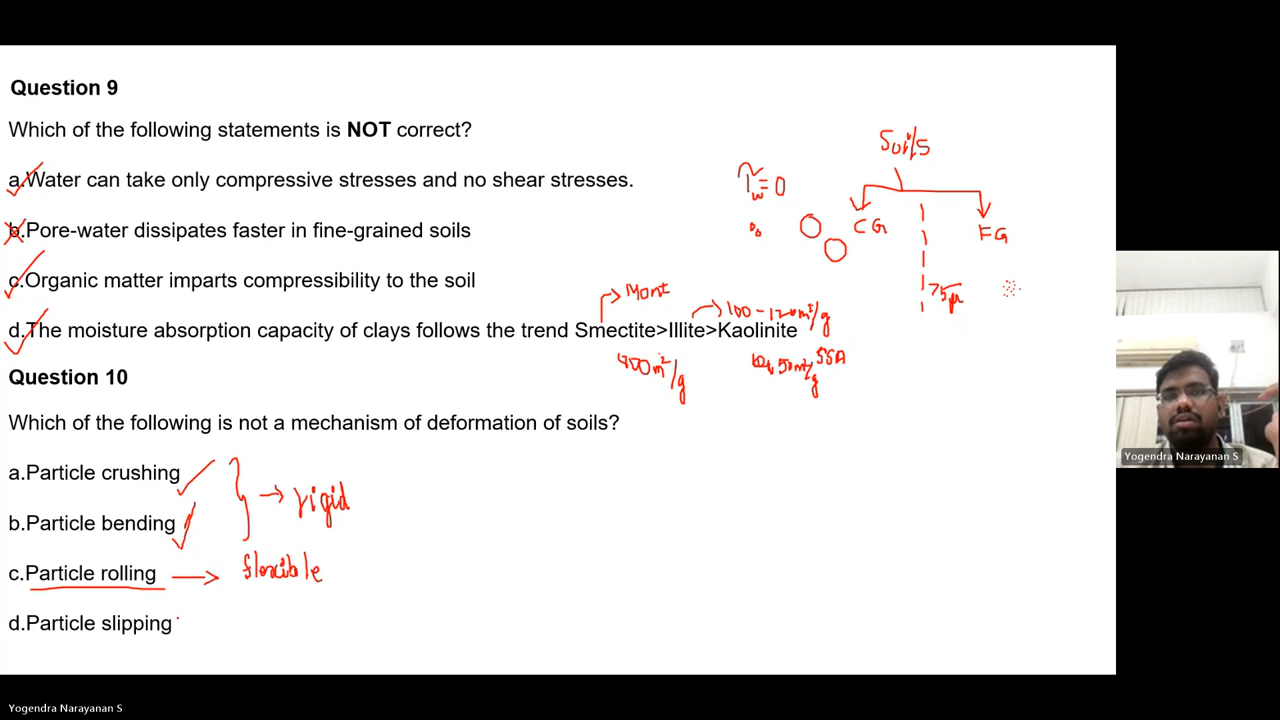 Question 9
Which of the following statements is NOT correct?
a.Water can take only compressive stresses and no shear stresses.
b.Pore-water dissipates faster in fine-grained soils
c.Organic matter imparts compressibility to the soil
d.The moisture absorption capacity of clays follows the trend Smectite>Illite>Kaolinite
Soils
τw = 0
CG
FG
75μ
Mont
100-120m²/g
m²/g
50m²/g SSA
Question 10
Which of the following is not a mechanism of deformation of soils?
a.Particle crushing
b.Particle bending
rigid
c.Particle rolling
flexible
d.Particle slipping
Yogendra Narayanan S
Yogendra Narayanan S